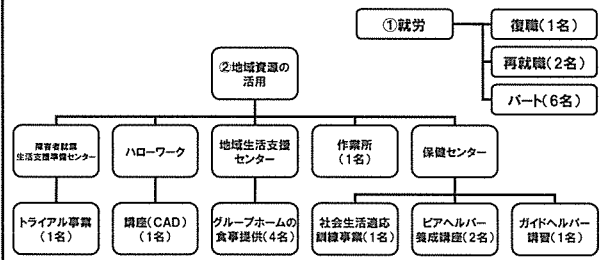 ①就労
復職(1名)
再就職(2名)
パート(6名)
②地域資源の
活用
障害者就業
生活支援準備センター
ハローワーク
地域生活支援
センター
作業所
(1名)
保健センター
トライアル事業
(1名)
講座(CAD)
(1名)
グループホームの
食事提供(4名)
社会生活適応
訓練事業(1名)
ピアヘルパー
養成講座(2名)
ガイドヘルパー
講習(1名)